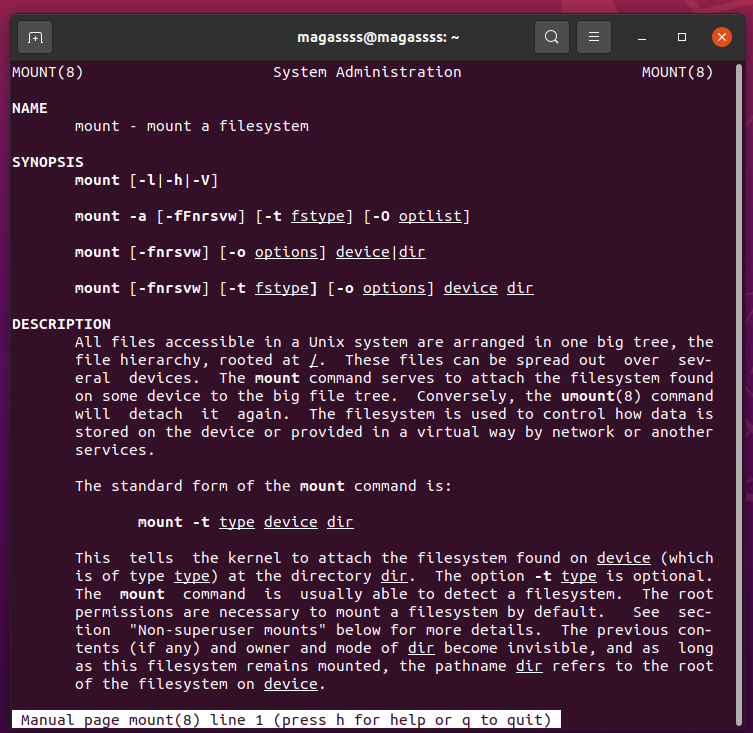 magassss@magassss: ~
MOUNT(8)                     System Administration                    MOUNT(8)
NAME
       mount - mount a filesystem
SYNOPSIS
       mount [-l|-h|-V]
       mount -a [-fFnrsvw] [-t fstype] [-O optlist]
       mount [-fnrsvw] [-o options] device|dir
       mount [-fnrsvw] [-t fstype] [-o options] device dir
DESCRIPTION
       All files accessible in a Unix system are arranged in one big tree, the
       file hierarchy, rooted at /.  These files can be spread out  over  sev-
       eral  devices.  The mount command serves to attach the filesystem found
       on some device to the big file tree.  Conversely, the umount(8) command
       will  detach  it  again.  The filesystem is used to control how data is
       stored on the device or provided in a virtual way by network or another
       services.
       The standard form of the mount command is:
              mount -t type device dir
       This  tells  the kernel to attach the filesystem found on device (which
       is of type type) at the directory dir.  The option -t type is optional.
       The  mount  command  is  usually able to detect a filesystem.  The root
       permissions are necessary to mount a filesystem by default.   See  sec-
       tion  "Non-superuser mounts" below for more details.  The previous con-
       tents (if any) and owner and mode of dir become invisible, and as  long
       as this filesystem remains mounted, the pathname dir refers to the root
       of the filesystem on device.
 Manual page mount(8) line 1 (press h for help or q to quit)